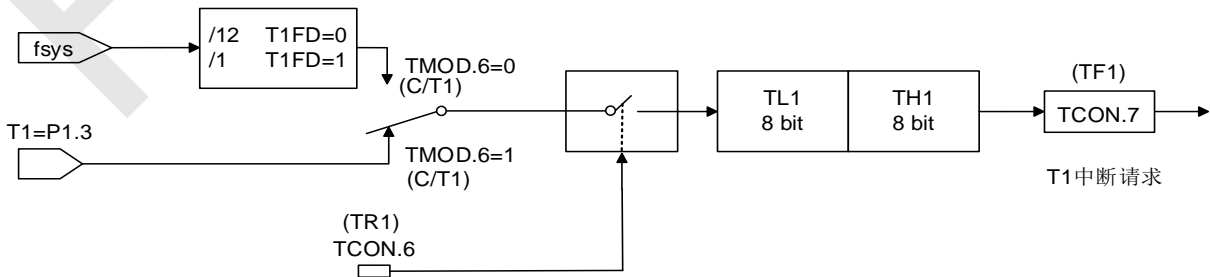 fsys
/12 T1FD=0
/1 T1FD=1
TMOD.6=0
(C/T1)
T1=P1.3
TMOD.6=1
(C/T1)
(TR1)
TCON.6
TL1
8 bit
TH1
8 bit
(TF1)
TCON.7
T1中断请求